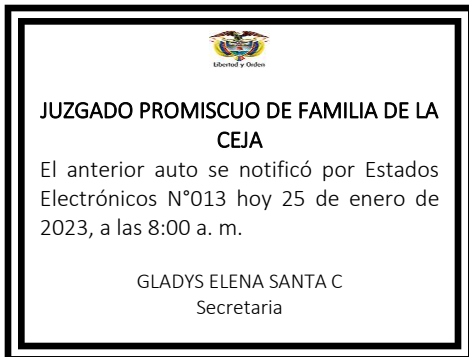 Libertad y Orden
JUZGADO PROMISCUO DE FAMILIA DE LA
CEJA
El anterior auto se notificó por Estados
Electrónicos N°013 hoy 25 de enero de
2023, a las 8:00 a. m.
GLADYS ELENA SANTA C
Secretaria